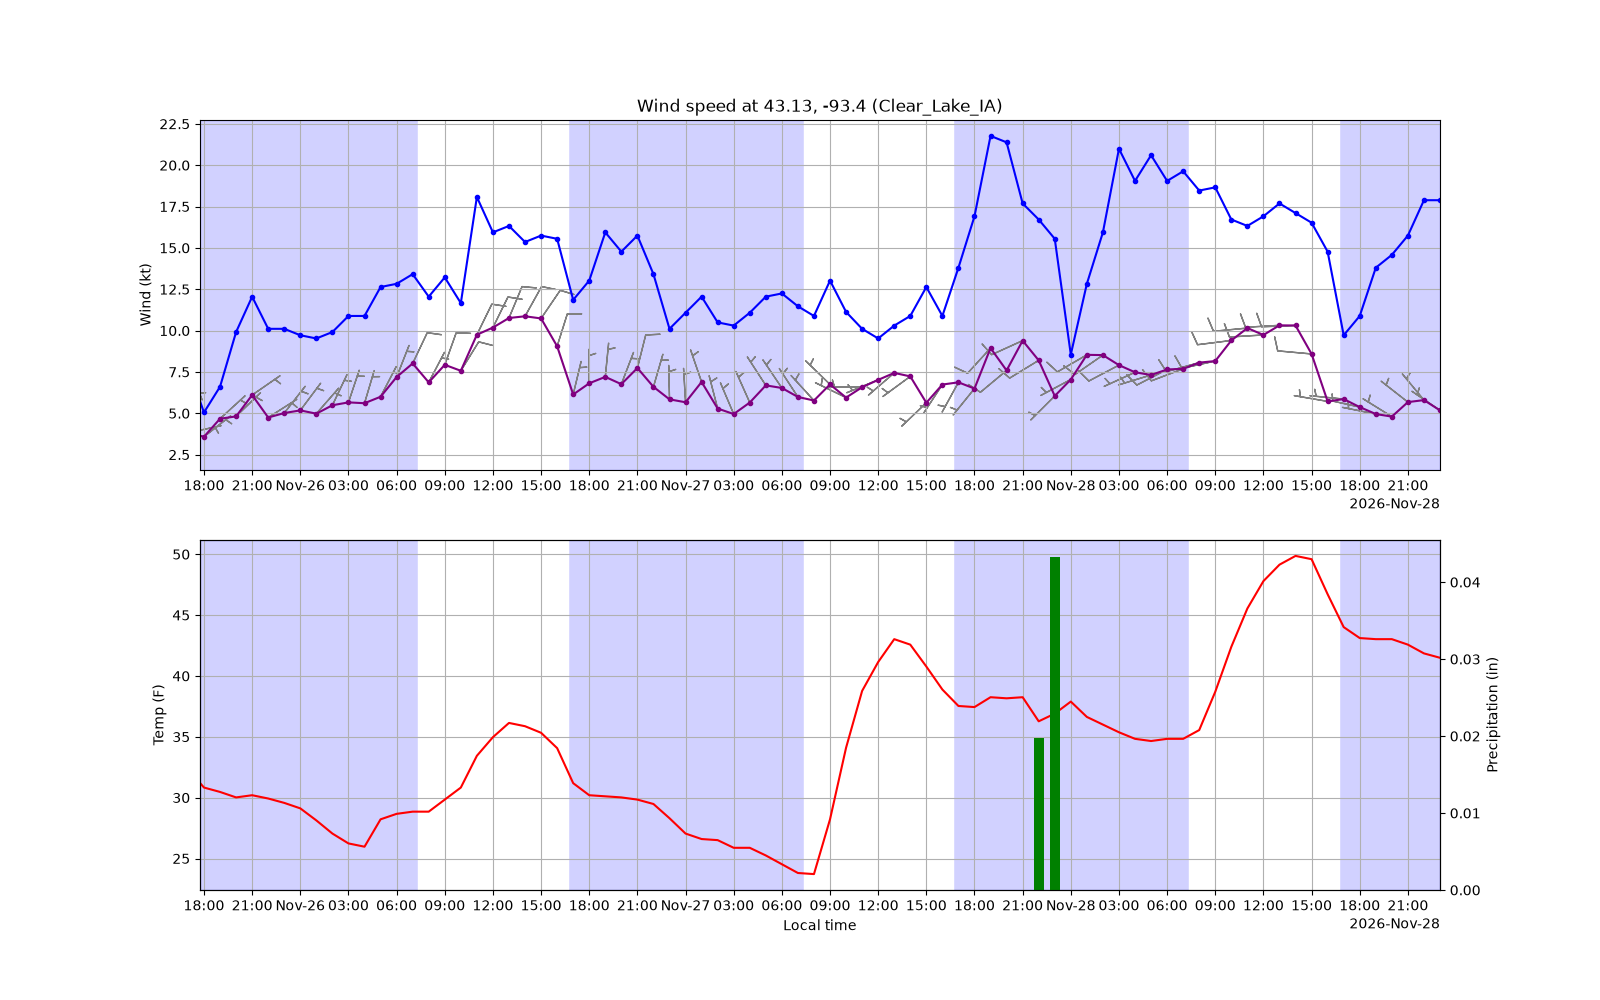 Wind speed at 43.13, -93.4 (Clear_Lake_IA)
22.5
20.0
17.5
15.0
12.5
10.0
7.5
5.0
2.5
Wind (kt)
18:00 21:00 Nov-26 03:00 06:00 09:00 12:00 15:00 18:00 21:00 Nov-27 03:00 06:00 09:00 12:00 15:00 18:00 21:00 Nov-28 03:00 06:00 09:00 12:00 15:00 18:00 21:00
2026-Nov-28
50
45
40
35
30
25
Temp (F)
0.04
0.03
0.02
0.01
0.00
Precipitation (in)
18:00 21:00 Nov-26 03:00 06:00 09:00 12:00 15:00 18:00 21:00 Nov-27 03:00 06:00 09:00 12:00 15:00 18:00 21:00 Nov-28 03:00 06:00 09:00 12:00 15:00 18:00 21:00
Local time
2026-Nov-28